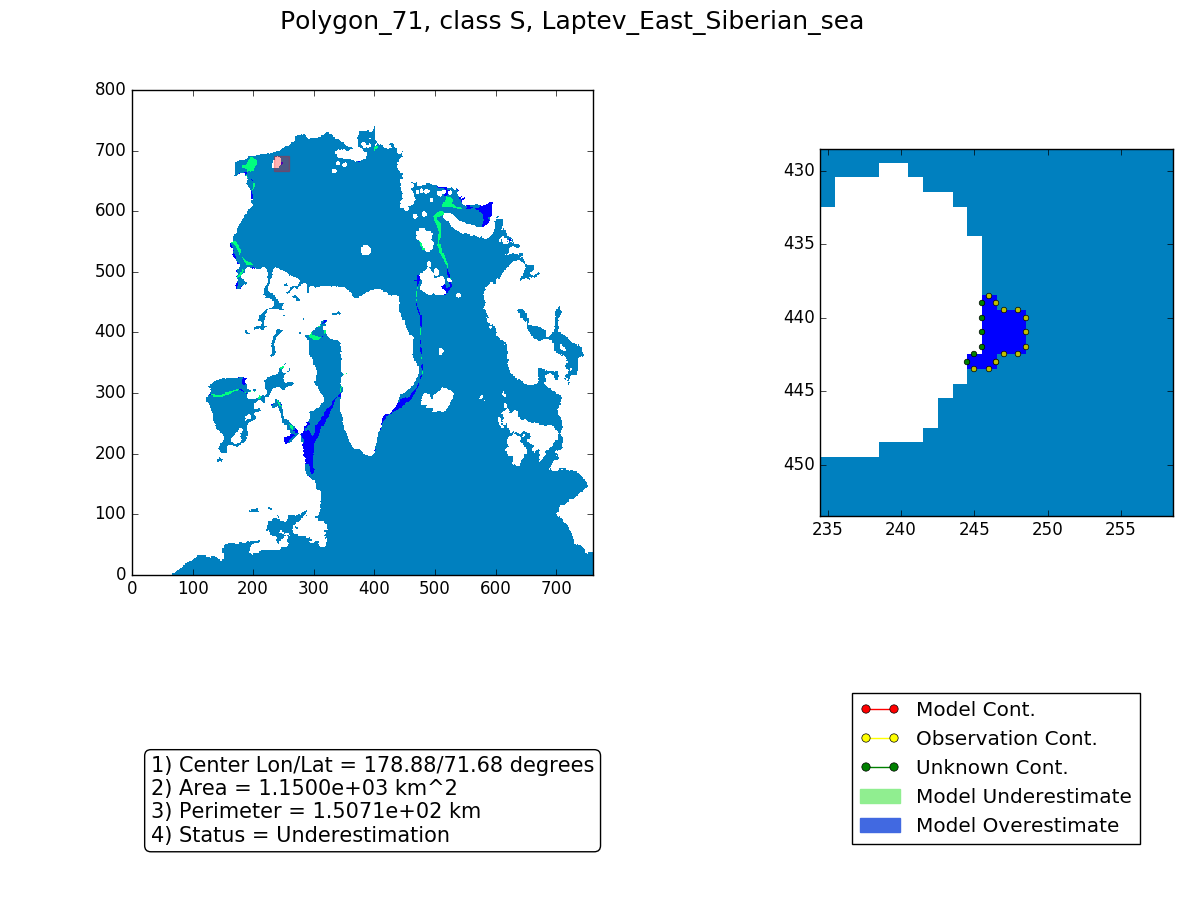 Polygon_71, class S, Laptev_East_Siberian_sea
800
700
600
500
400
300
200
100
0
0 100 200 300 400 500 600 700
430
435
440
445
450
235 240 245 250 255
1) Center Lon/Lat = 178.88/71.68 degrees
2) Area = 1.1500e+03 km^2
3) Perimeter = 1.5071e+02 km
4) Status = Underestimation
Model Cont.
Observation Cont.
Unknown Cont.
Model Underestimate
Model Overestimate